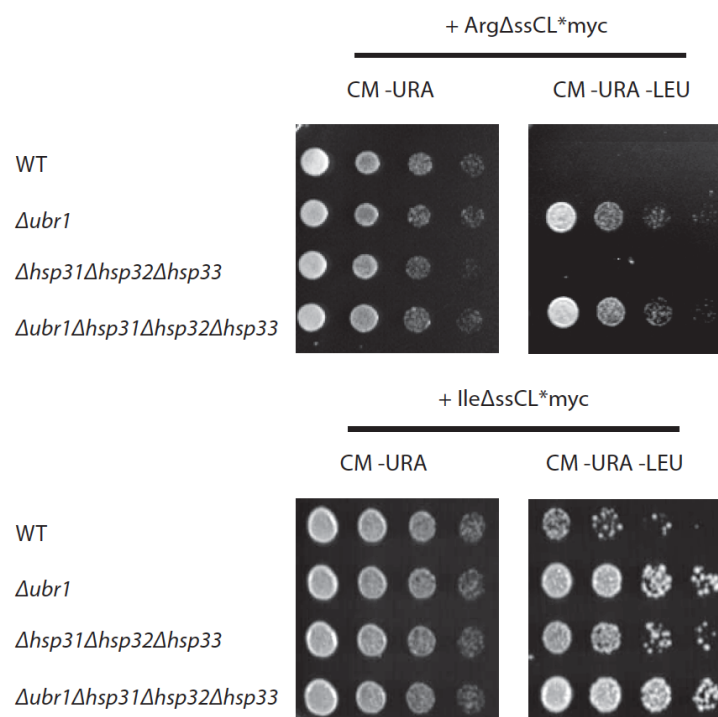 + ArgΔssCL*myc
CM -URA
CM -URA -LEU
WT
Δubr1
Δhsp31Δhsp32Δhsp33
Δubr1Δhsp31Δhsp32Δhsp33
+ IleΔssCL*myc
CM -URA
CM -URA -LEU
WT
Δubr1
Δhsp31Δhsp32Δhsp33
Δubr1Δhsp31Δhsp32Δhsp33